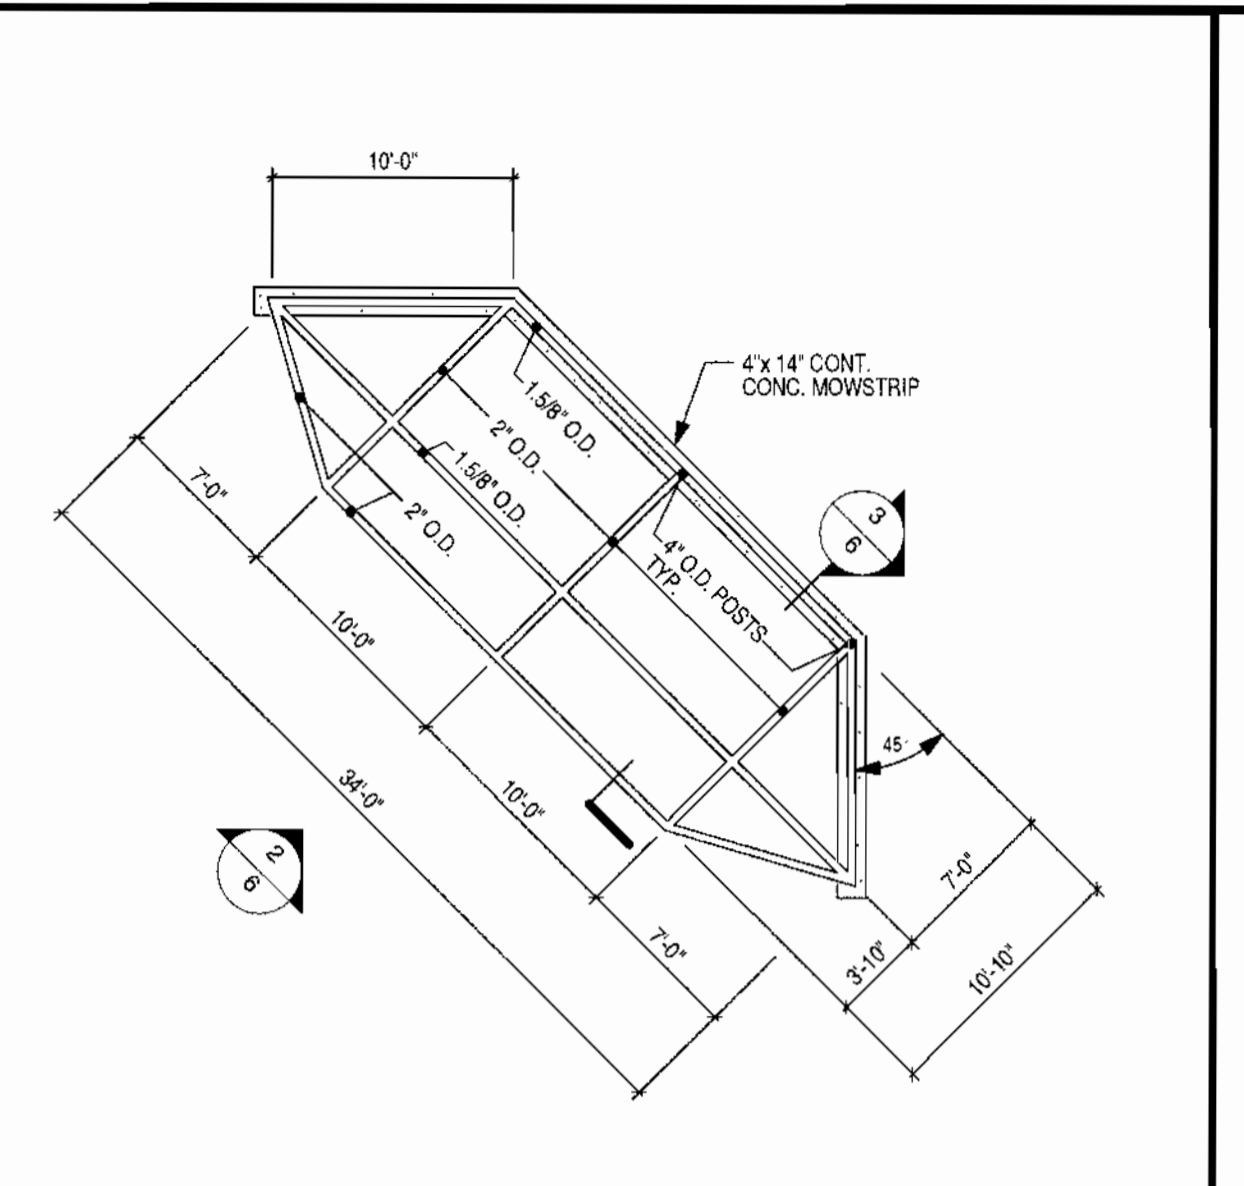 10'-0"
4"x 14" CONT.
CONC. MOWSTRIP
1.5/8" O.D.
2" O.D.
1.5/8" O.D.
2" O.D.
4" O.D. POSTS
TYP.
3
6
7'-0"
10'-0"
10'-0"
7'-0"
34'-0"
45
2
6
7'-0"
3'-10"
10'-10"